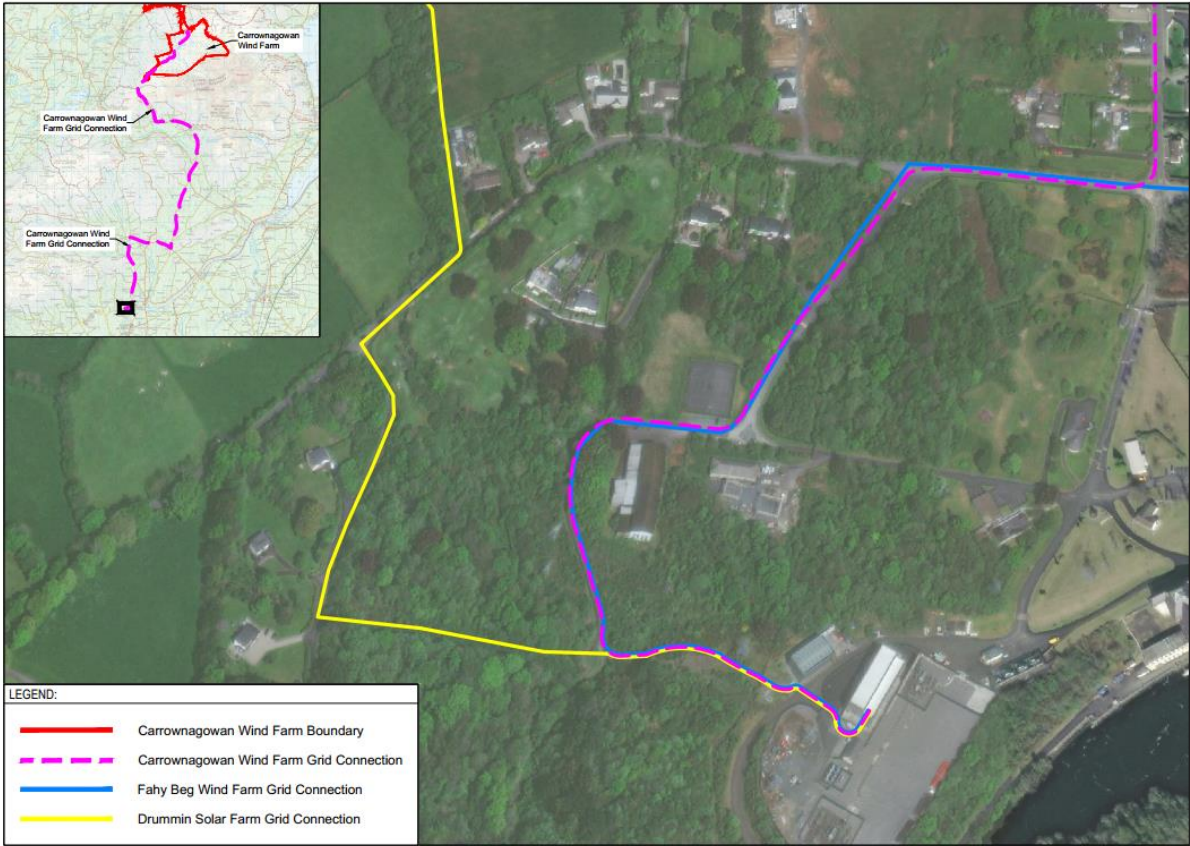 Carrownagowan
Wind Farm
Carrownagowan Wind
Farm Grid Connection
Carrownagowan Wind
Farm Grid Connection
LEGEND:
Carrownagowan Wind Farm Boundary
Carrownagowan Wind Farm Grid Connection
Fahy Beg Wind Farm Grid Connection
Drummin Solar Farm Grid Connection